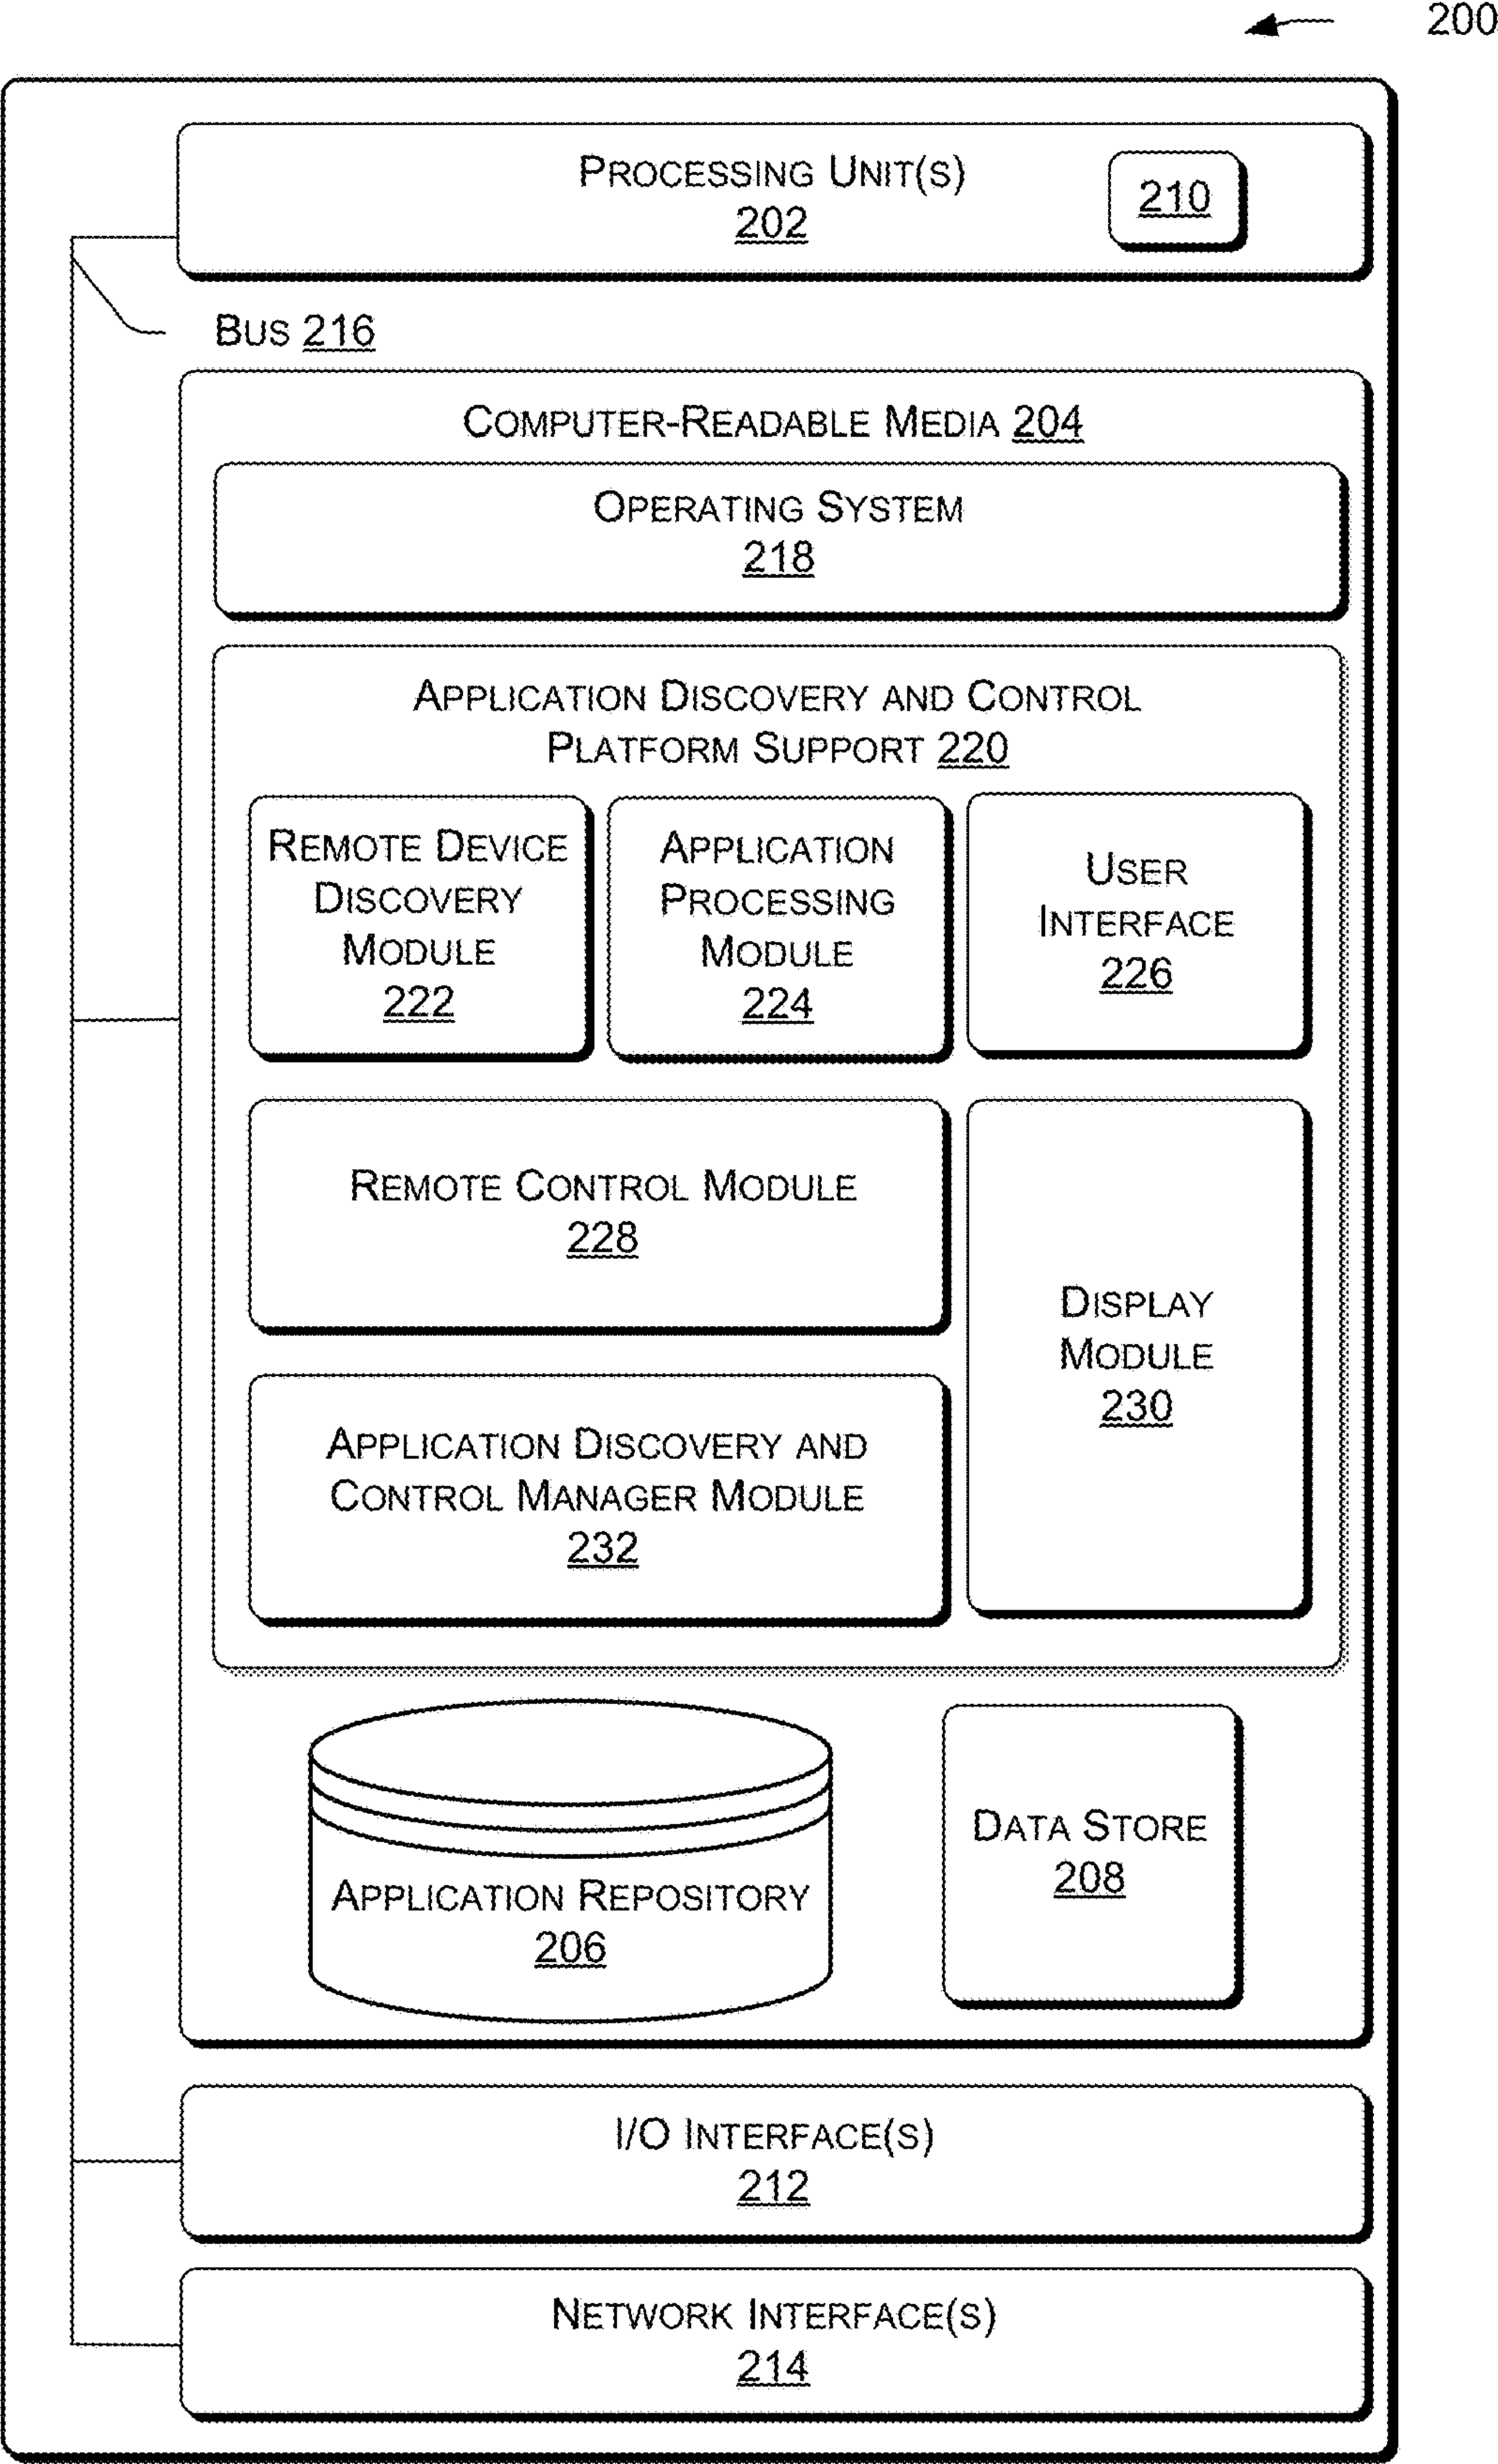 200
PROCESSING UNIT(S)
202
210
BUS 216
COMPUTER-READABLE MEDIA 204
OPERATING SYSTEM
218
APPLICATION DISCOVERY AND CONTROL
PLATFORM SUPPORT 220
REMOTE DEVICE
DISCOVERY
MODULE
222
APPLICATION
PROCESSING
MODULE
224
USER
INTERFACE
226
REMOTE CONTROL MODULE
228
DISPLAY
MODULE
230
APPLICATION DISCOVERY AND
CONTROL MANAGER MODULE
232
APPLICATION REPOSITORY
206
DATA STORE
208
I/O INTERFACE(S)
212
NETWORK INTERFACE(S)
214